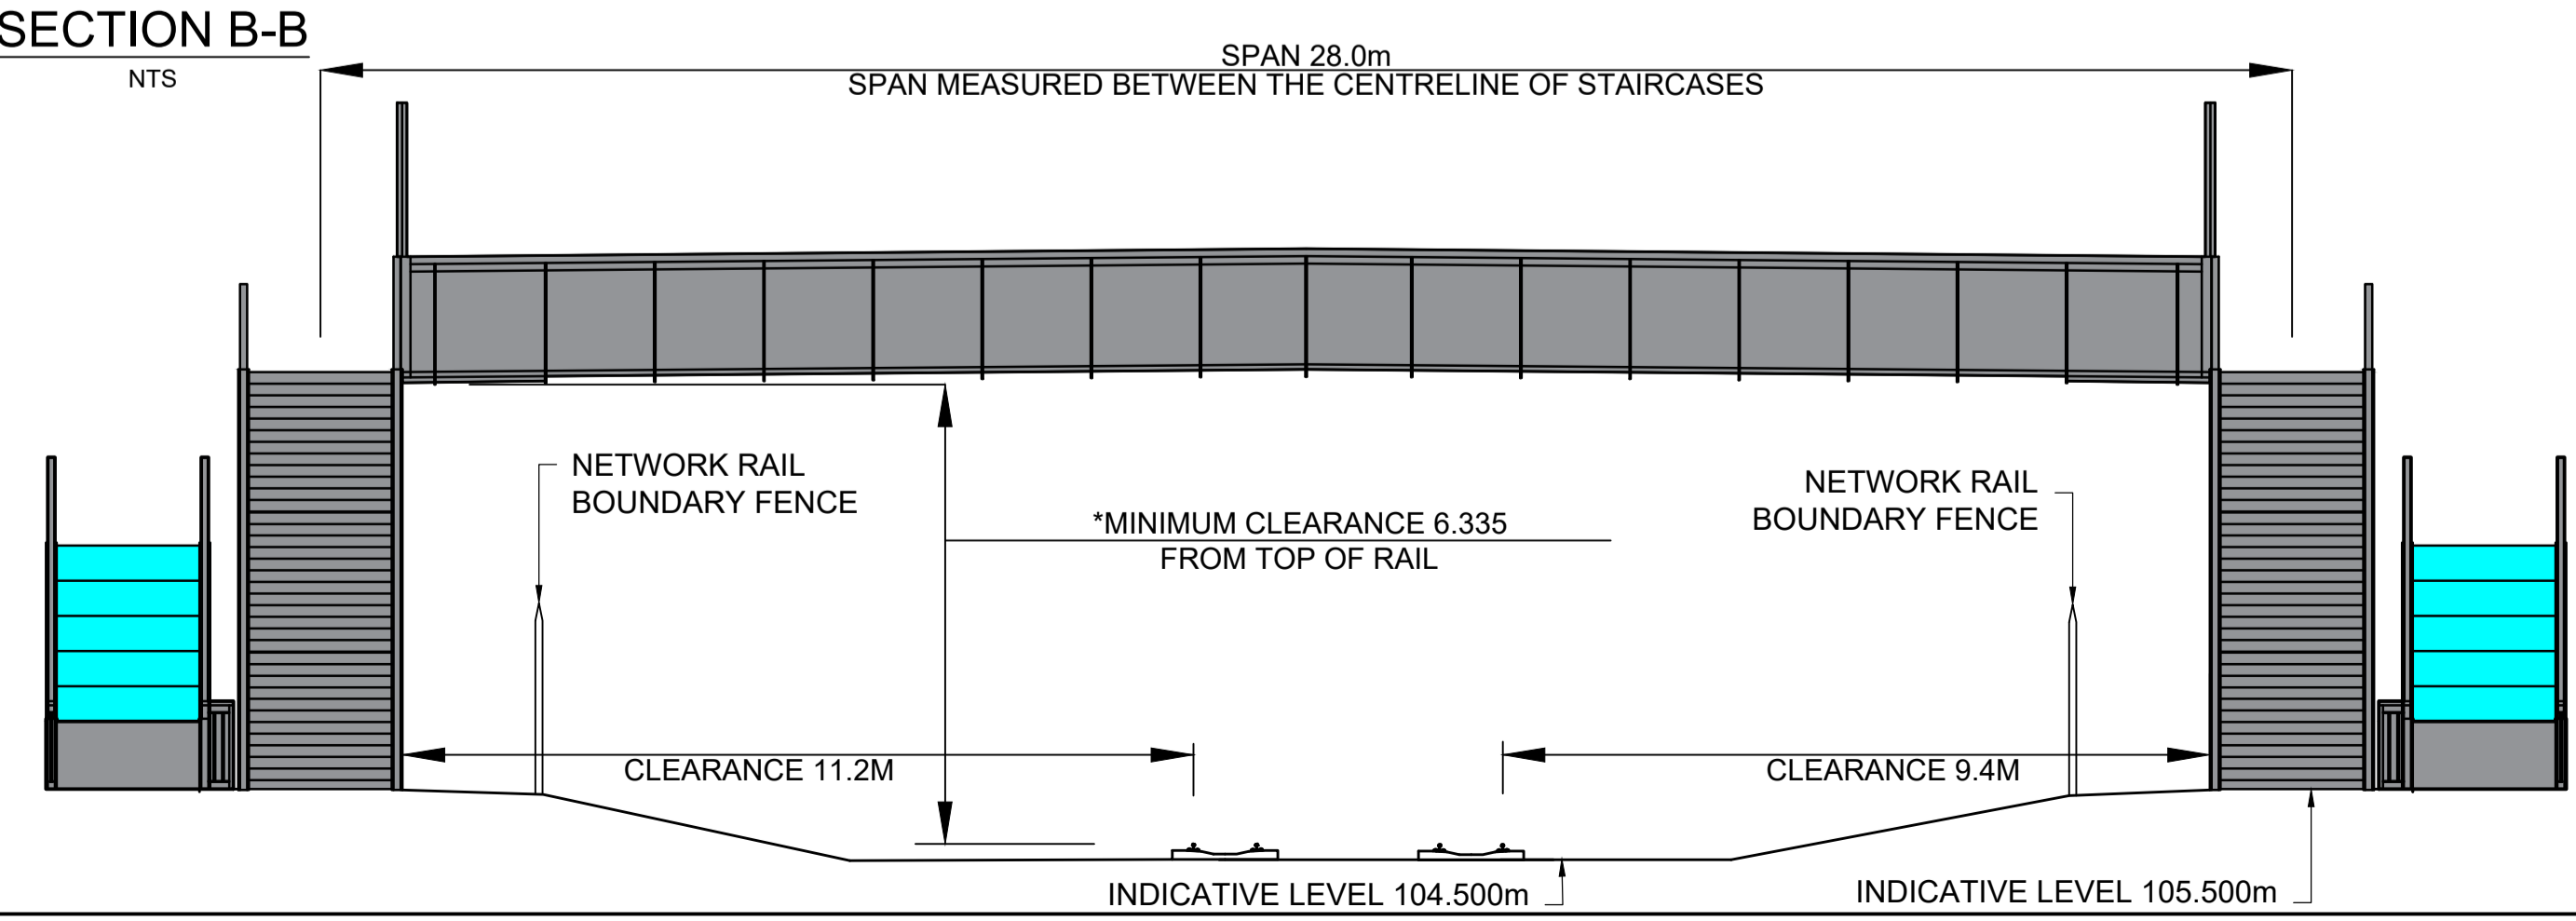 SECTION B-B
NTS
SPAN 28.0m
SPAN MEASURED BETWEEN THE CENTRELINE OF STAIRCASES
NETWORK RAIL
BOUNDARY FENCE
NETWORK RAIL
BOUNDARY FENCE
*MINIMUM CLEARANCE 6.335
FROM TOP OF RAIL
CLEARANCE 11.2M
CLEARANCE 9.4M
INDICATIVE LEVEL 104.500m
INDICATIVE LEVEL 105.500m